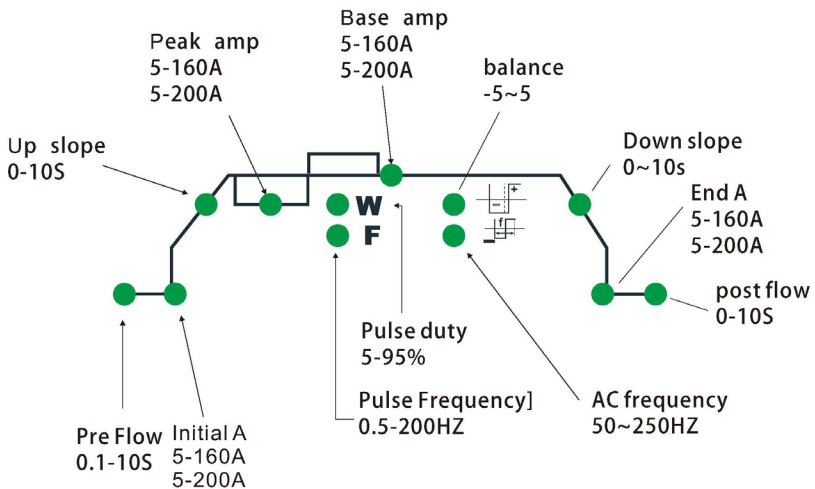 Base amp
5-160A
5-200A
Peak amp
5-160A
5-200A
balance
-5~5
Up slope
0-10S
Down slope
0~10s
End A
5-160A
5-200A
W
F
f
post flow
0-10S
Pulse duty
5-95%
Pulse Frequency]
0.5-200HZ
AC frequency
50~250HZ
Pre Flow
0.1-10S
Initial A
5-160A
5-200A